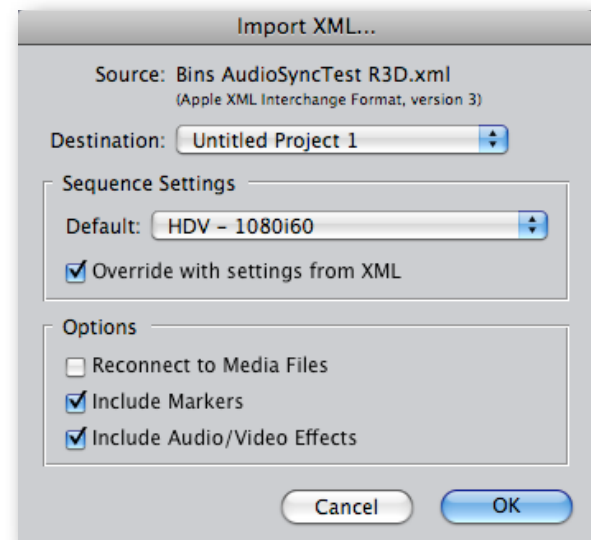 Import XML...
Source: Bins AudioSyncTest R3D.xml
(Apple XML Interchange Format, version 3)
Destination: Untitled Project 1
Sequence Settings
Default: HDV – 1080i60
Override with settings from XML
Options
Reconnect to Media Files
Include Markers
Include Audio/Video Effects
Cancel OK